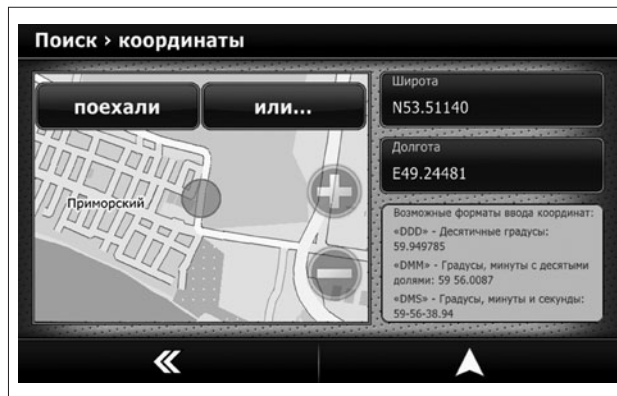 Поиск › координаты
поехали
или...
Приморский
Широта
N53.51140
Долгота
E49.24481
Возможные форматы ввода координат:
«DDD» - Десятичные градусы:
59.949785
«DMM» - Градусы, минуты с десятыми
долями: 59 56.0087
«DMS» - Градусы, минуты и секунды:
59-56-38.94